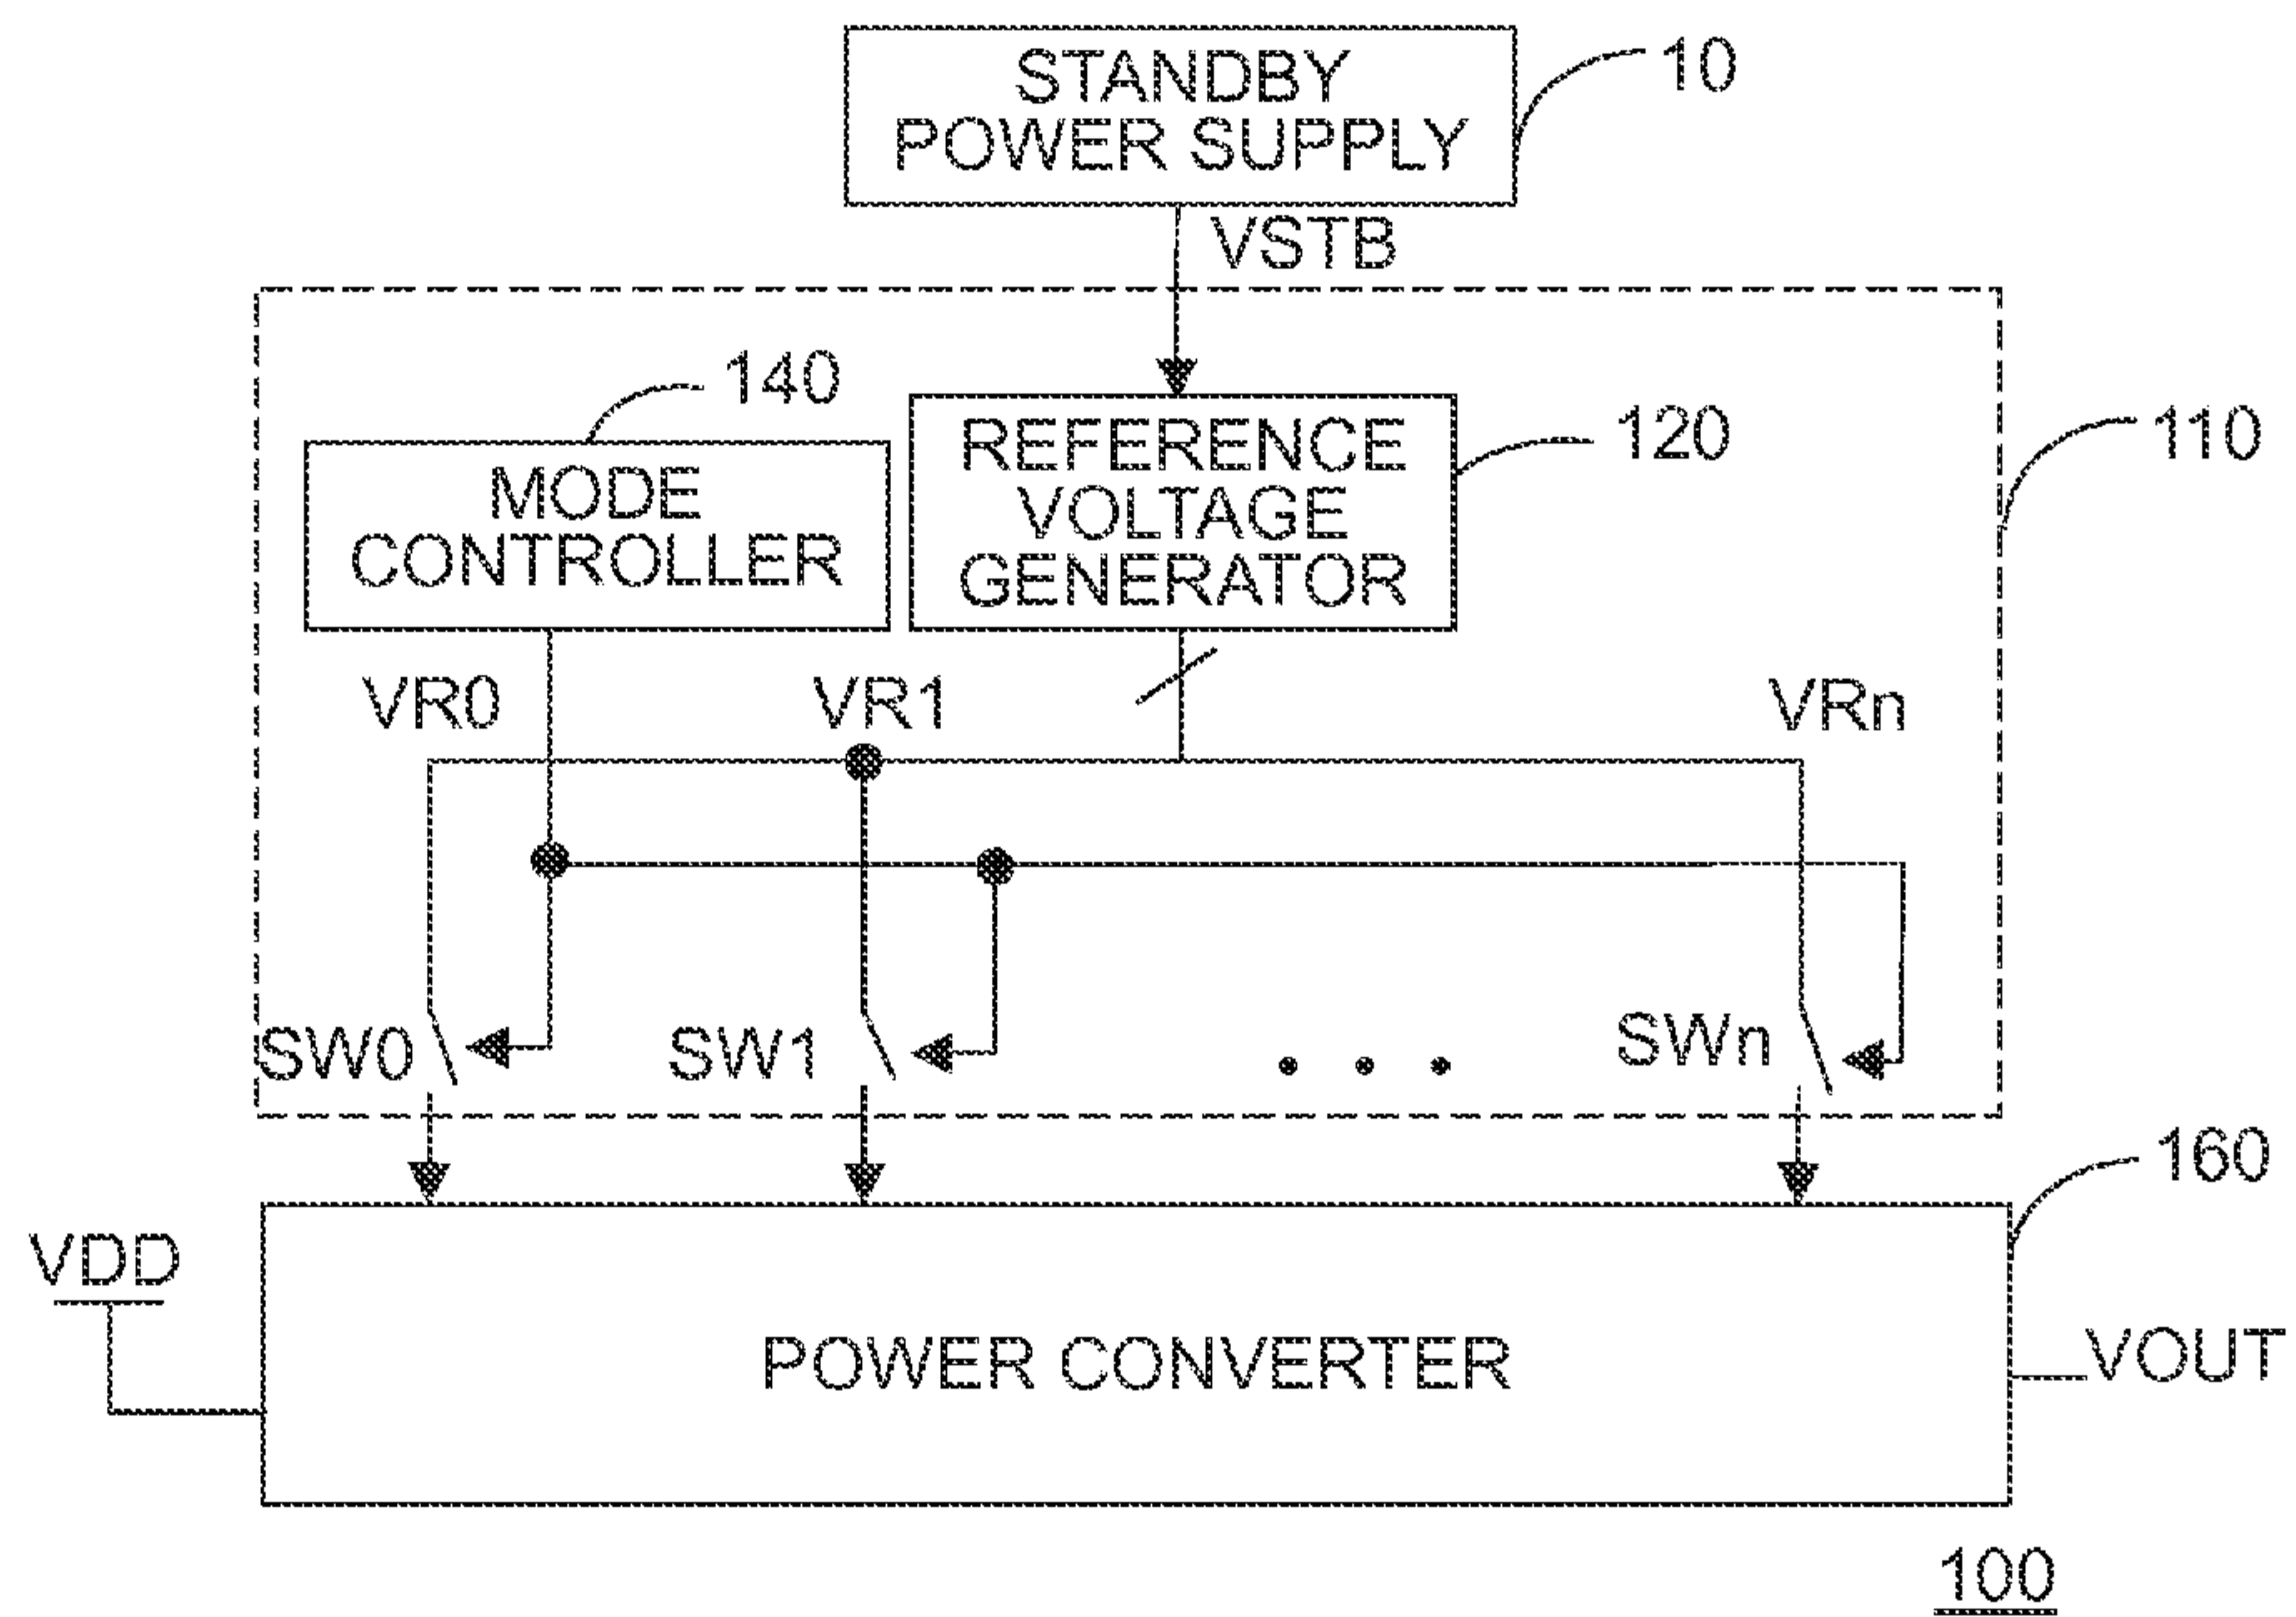 STANDBY
POWER SUPPLY
10
VSTB
140
MODE
CONTROLLER
REFERENCE
VOLTAGE
GENERATOR
120
110
VR0
VR1
VRn
SW0
SW1
SWn
160
VDD
POWER CONVERTER
VOUT
100